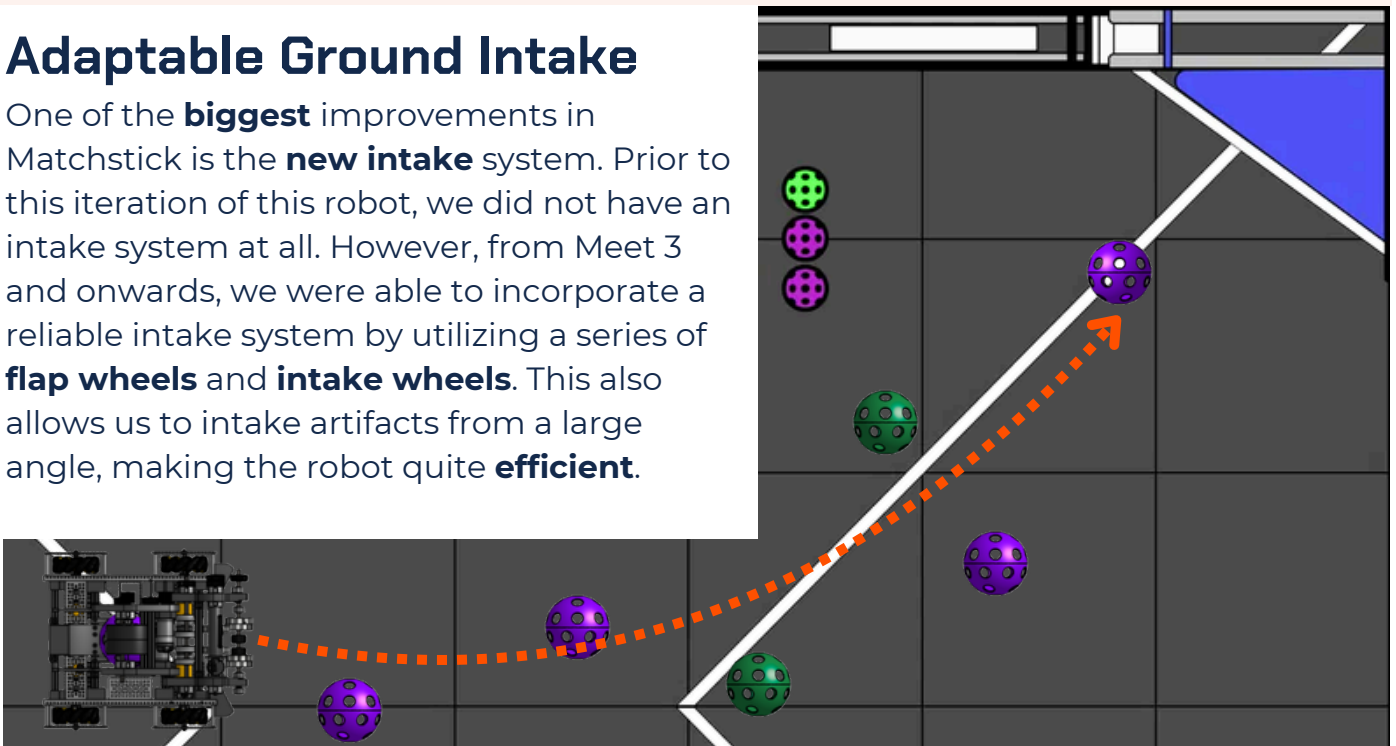 Adaptable Ground Intake
One of the biggest improvements in
Matchstick is the new intake system. Prior to
this iteration of this robot, we did not have an
intake system at all. However, from Meet 3
and onwards, we were able to incorporate a
reliable intake system by utilizing a series of
flap wheels and intake wheels. This also
allows us to intake artifacts from a large
angle, making the robot quite efficient.